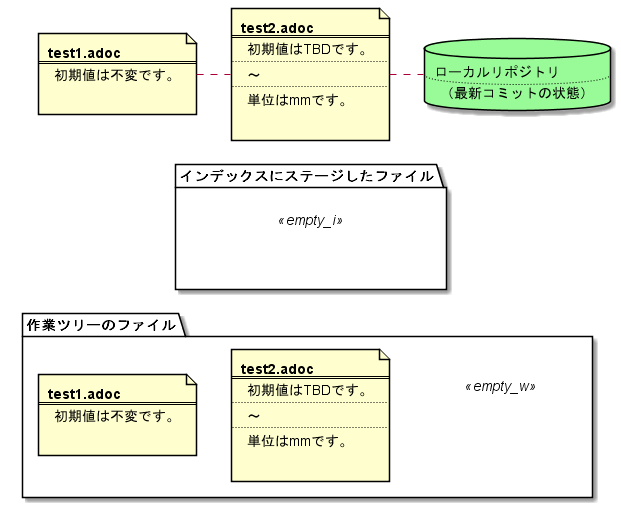 test1.adoc
初期値は不変です。
test2.adoc
初期値はTBDです。
～
単位はmmです。
ローカルリポジトリ
（最新コミットの状態）
インデックスにステージしたファイル
«empty_i»
作業ツリーのファイル
test1.adoc
初期値は不変です。
test2.adoc
初期値はTBDです。
～
単位はmmです。
«empty_w»